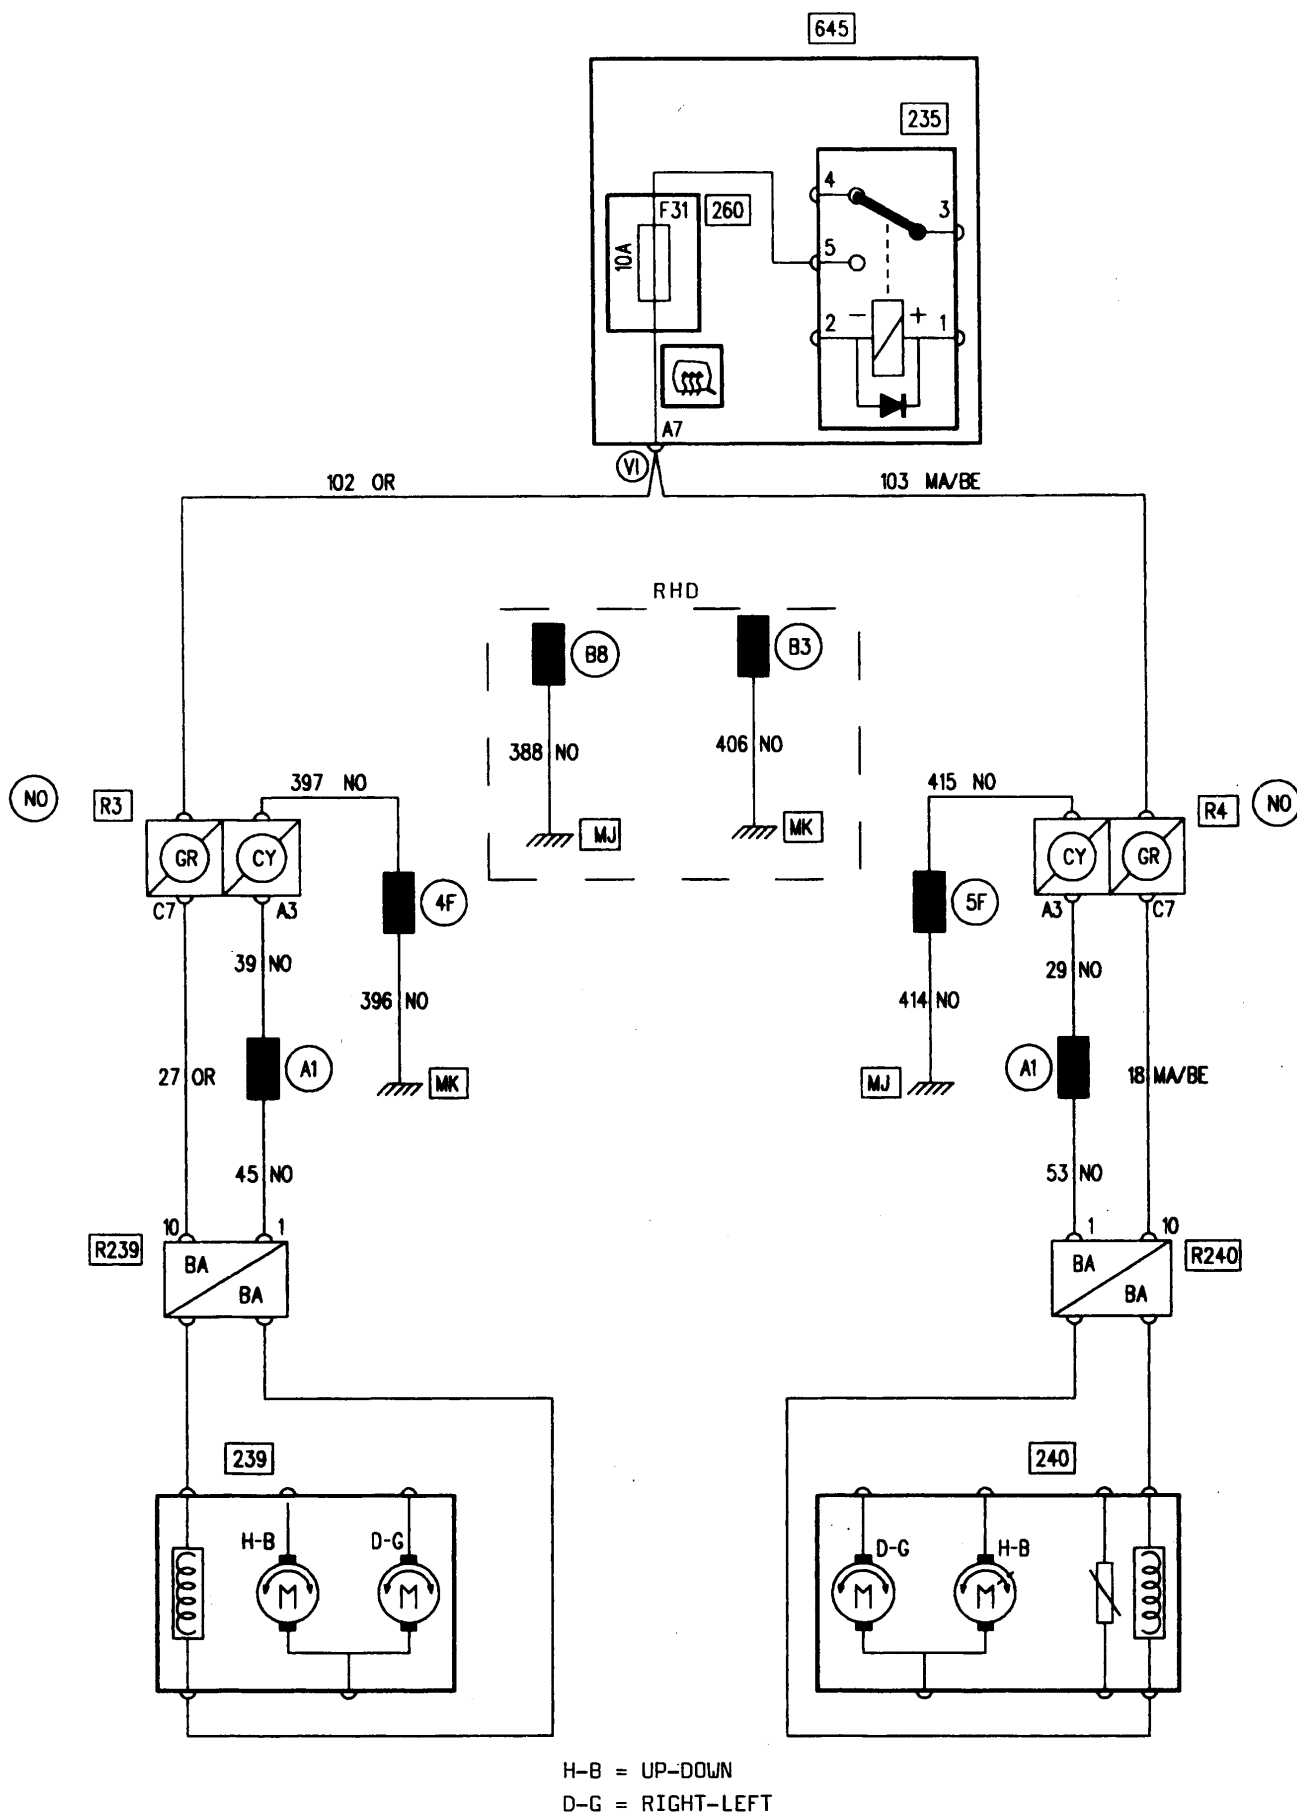 645
235
4
3
F31 260
10A
5
2 - + 1
A7
VI
102 OR
103 MA/BE
RHD
B8
B3
388 NO
406 NO
MJ
MK
NO
R3
397 NO
415 NO
R4
NO
GR CY
CY GR
C7 A3
4F
5F
A3 C7
39 NO
396 NO
414 NO
29 NO
27 OR
A1
MK
MJ
A1
18 MA/BE
45 NO
53 NO
10 1
1 10
R239
BA
BA
BA
BA
R240
239
240
H-B D-G
D-G H-B
M M
M M
H-B = UP-DOWN
D-G = RIGHT-LEFT